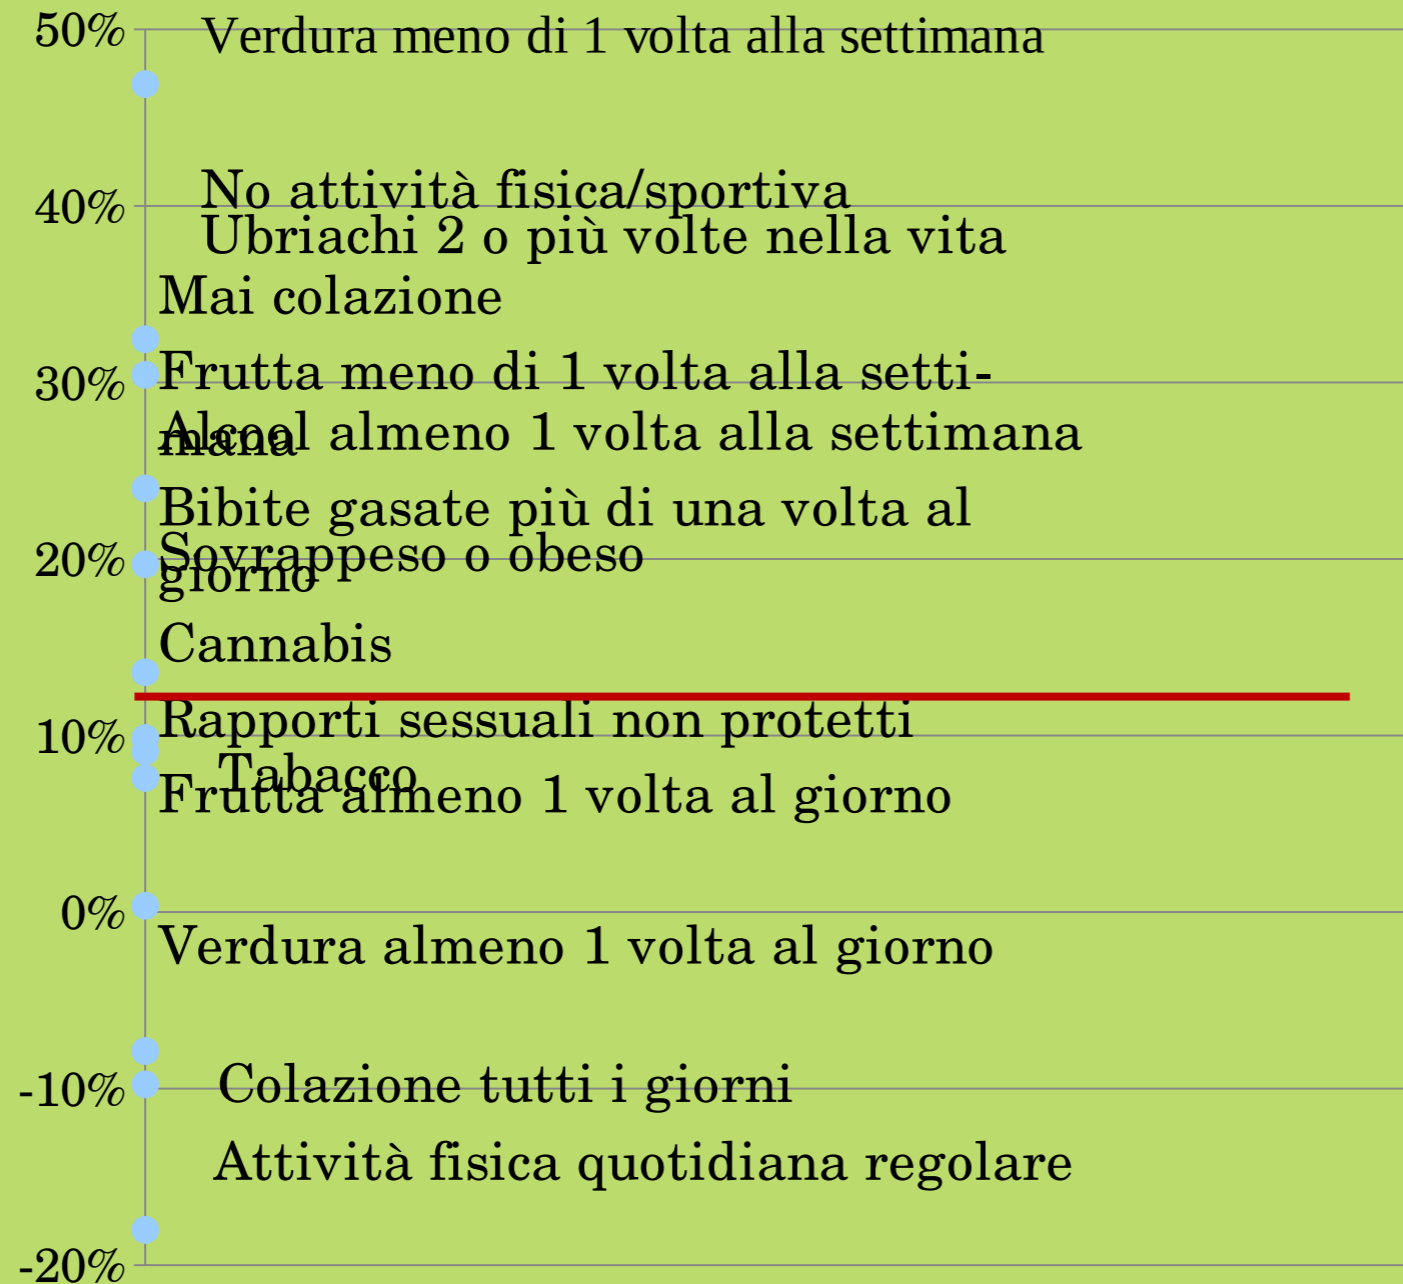 50%
Verdura meno di 1 volta alla settimana
No attività fisica/sportiva
40%
Ubriachi 2 o più volte nella vita
Mai colazione
30%
Frutta meno di 1 volta alla setti-
mana
Alcool almeno 1 volta alla settimana
Bibite gasate più di una volta al
giorno
20%
Sovrappeso o obeso
Cannabis
Rapporti sessuali non protetti
10%
Tabacco
Frutta almeno 1 volta al giorno
0%
Verdura almeno 1 volta al giorno
-10%
Colazione tutti i giorni
Attività fisica quotidiana regolare
-20%